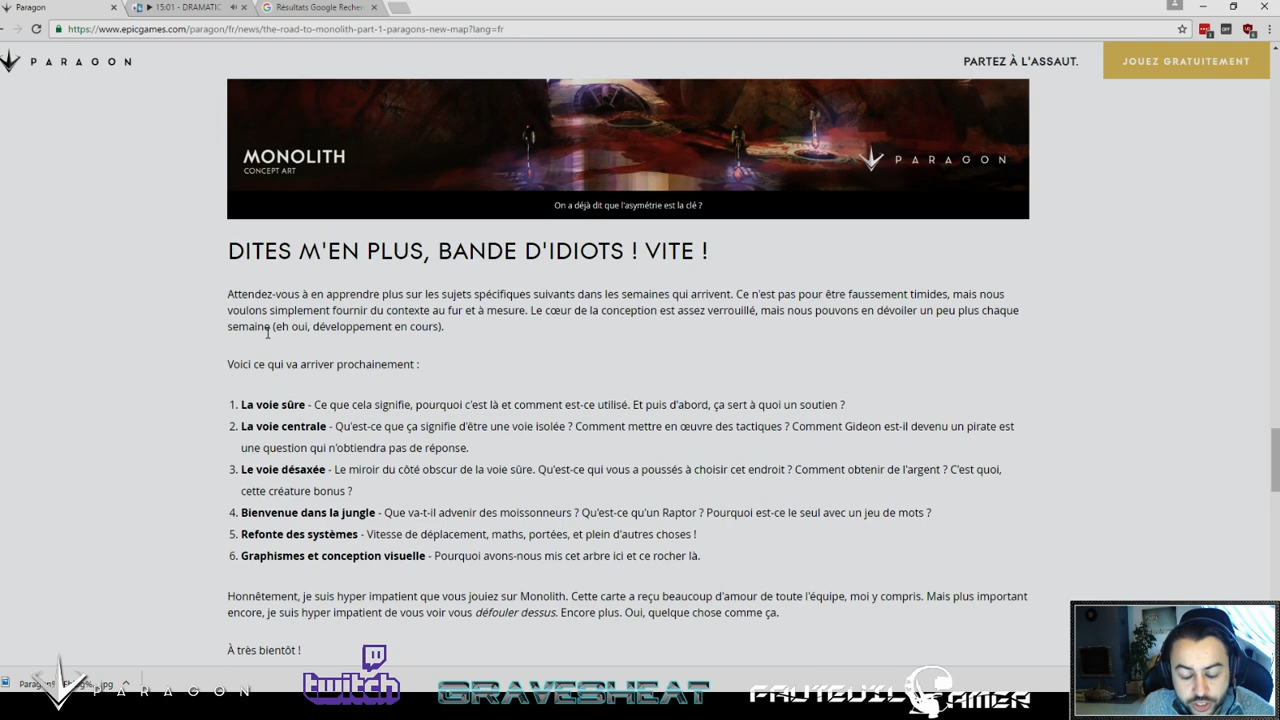 Paragon
15:01 - DRAMATIC
Résultats Google Recher
https://www.epicgames.com/paragon/fr/news/the-road-to-monolith-part-1-paragons-new-map?lang=fr
PARAGON
PARTEZ À L'ASSAUT.
JOUEZ GRATUITEMENT
MONOLITH
CONCEPT ART
PARAGON
On a déjà dit que l'asymétrie est la clé ?
DITES M'EN PLUS, BANDE D'IDIOTS ! VITE !
Attendez-vous à en apprendre plus sur les sujets spécifiques suivants dans les semaines qui arrivent. Ce n'est pas pour être faussement timides, mais nous
voulons simplement fournir du contexte au fur et à mesure. Le cœur de la conception est assez verrouillé, mais nous pouvons en dévoiler un peu plus chaque
semaine (eh oui, développement en cours).
Voici ce qui va arriver prochainement :
1. La voie sûre - Ce que cela signifie, pourquoi c'est là et comment est-ce utilisé. Et puis d'abord, ça sert à quoi un soutien ?
2. La voie centrale - Qu'est-ce que ça signifie d'être une voie isolée ? Comment mettre en œuvre des tactiques ? Comment Gideon est-il devenu un pirate est
une question qui n'obtiendra pas de réponse.
3. Le voie désaxée - Le miroir du côté obscur de la voie sûre. Qu'est-ce qui vous a poussés à choisir cet endroit ? Comment obtenir de l'argent ? C'est quoi,
cette créature bonus ?
4. Bienvenue dans la jungle - Que va-t-il advenir des moissonneurs ? Qu'est-ce qu'un Raptor ? Pourquoi est-ce le seul avec un jeu de mots ?
5. Refonte des systèmes - Vitesse de déplacement, maths, portées, et plein d'autres choses !
6. Graphismes et conception visuelle - Pourquoi avons-nous mis cet arbre ici et ce rocher là.
Honnêtement, je suis hyper impatient que vous jouiez sur Monolith. Cette carte a reçu beaucoup d'amour de toute l'équipe, moi y compris. Mais plus important
encore, je suis hyper impatient de vous voir vous défouler dessus. Encore plus. Oui, quelque chose comme ça.
À très bientôt !
PARAGON
twitch
GRAVESHEAT
FAUTEUIL GAMER